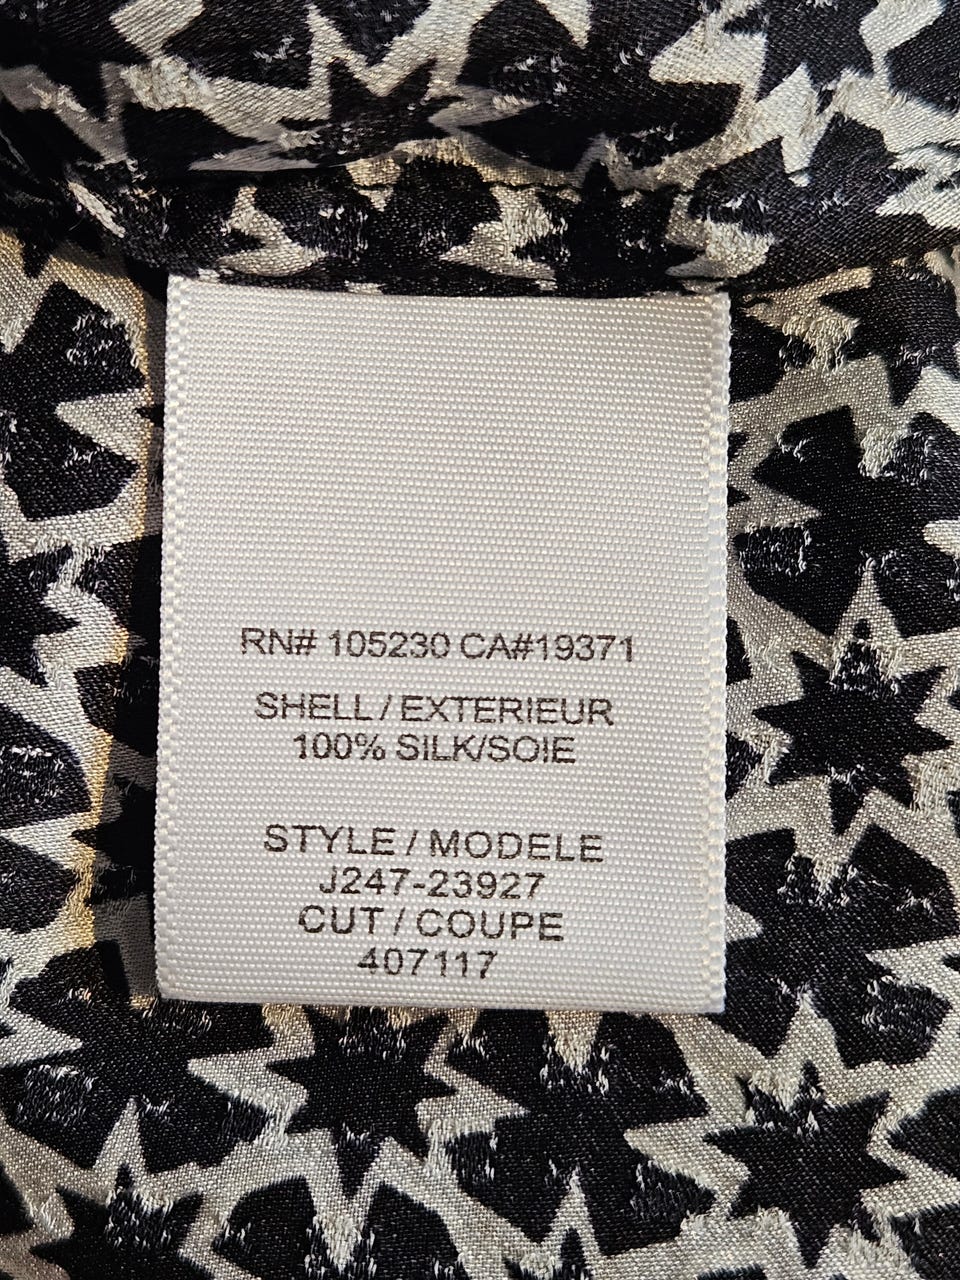 RN# 105230 CA#19371
SHELL / EXTERIEUR
100% SILK/SOIE
STYLE / MODELE
J247-23927
CUT / COUPE
407117